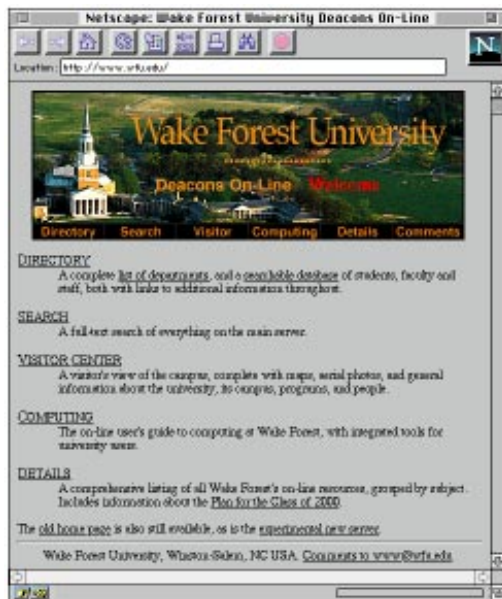 Netscape: Wake Forest University Deacons On-Line
N
Location: http://www.wfu.edu/
Wake Forest University
Deacons On-Line Welcome
Directory Search Visitor Computing Details Comments
DIRECTORY
A complete list of departments, and a searchable database of students, faculty and
staff, both with links to additional information throughout.
SEARCH
A full-text search of everything on the main server.
VISITOR CENTER
A visitor's view of the campus, complete with maps, aerial photos, and general
information about the university, its campus, programs, and people.
COMPUTING
The on-line user's guide to computing at Wake Forest, with integrated tools for
university users.
DETAILS
A comprehensive listing of all Wake Forest's on-line resources, grouped by subject.
Includes information about the Plan for the Class of 2000.
The old home page is also still available, as is the experimental new server.
Wake Forest University, Winston-Salem, NC USA. Comments to www@wfu.edu.